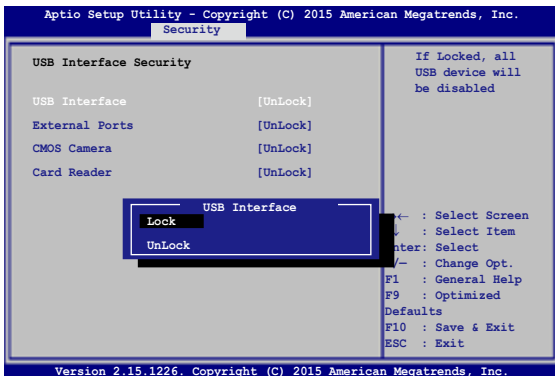 Aptio Setup Utility - Copyright (C) 2015 American Megatrends, Inc.
Security
USB Interface Security
USB Interface [UnLock]
External Ports [UnLock]
CMOS Camera [UnLock]
Card Reader [UnLock]
USB Interface
Lock
UnLock
If Locked, all
USB device will
be disabled
→← : Select Screen
↓ : Select Item
nter: Select
/— : Change Opt.
F1 : General Help
F9 : Optimized
Defaults
F10 : Save & Exit
ESC : Exit
Version 2.15.1226. Copyright (C) 2015 American Megatrends, Inc.